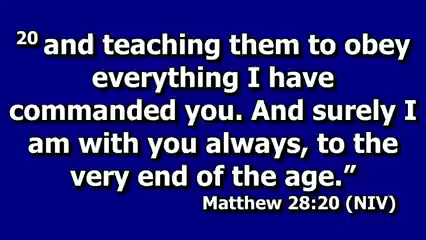 20 and teaching them to obey
everything I have
commanded you. And surely I
am with you always, to the
very end of the age.”
Matthew 28:20 (NIV)